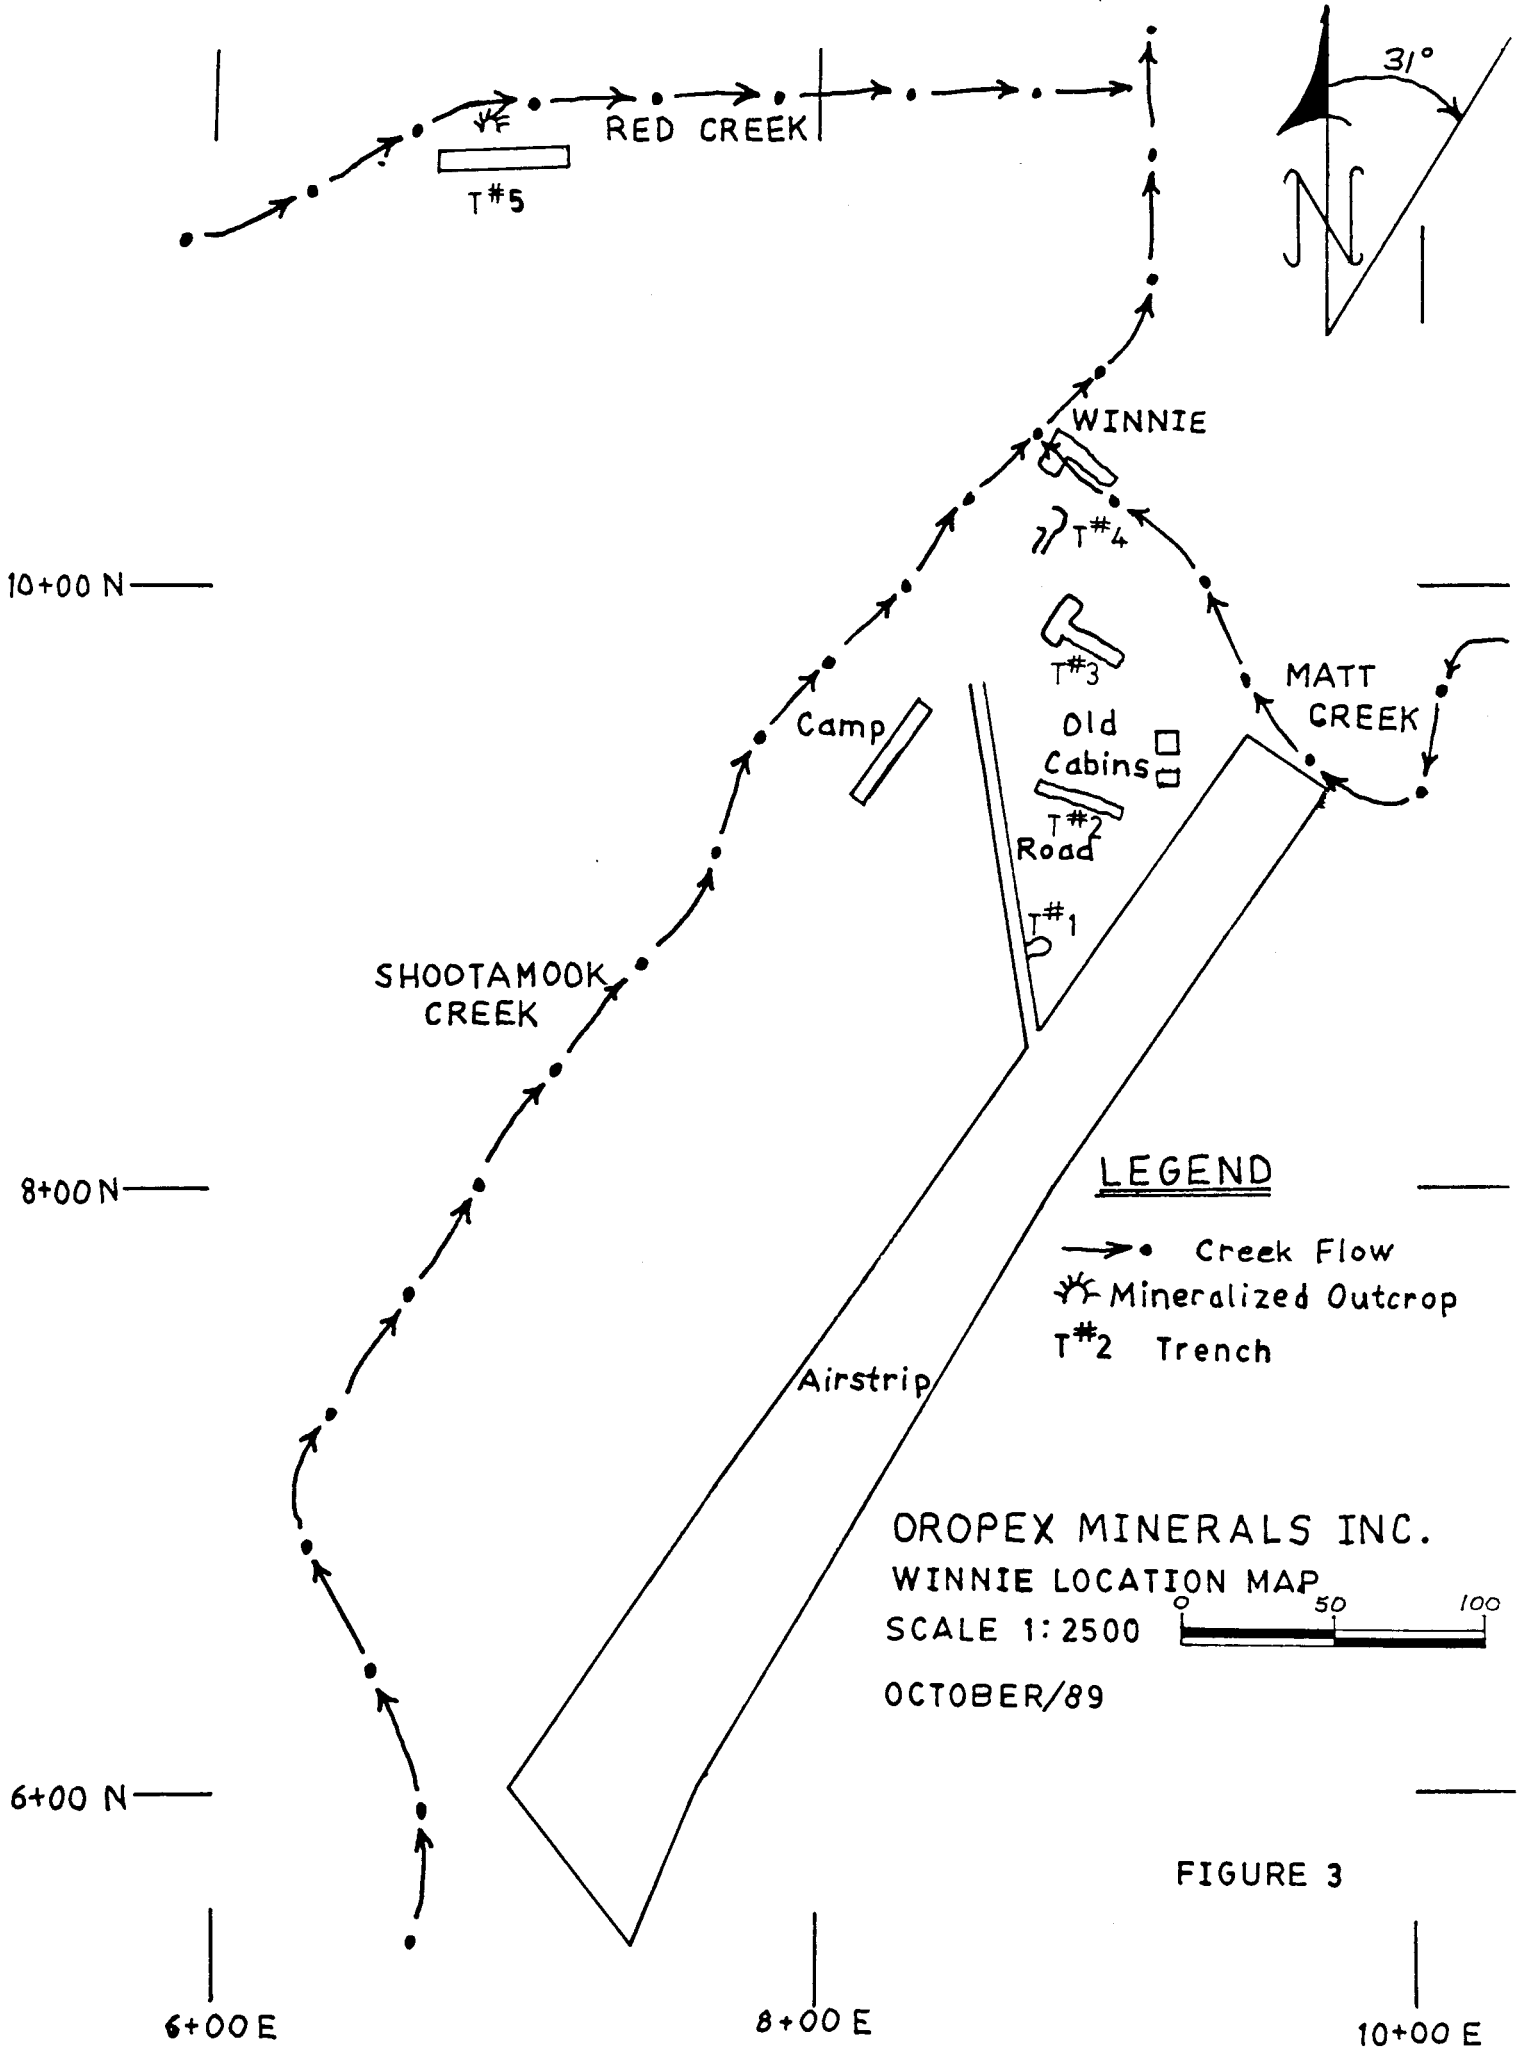 31°
RED CREEK
T#5
N
WINNIE
T#4
10+00 N
T#3
MATT
CREEK
Camp
Old
Cabins
T#2
Road
T#1
SHOOTAMOOK
CREEK
LEGEND
8+00 N
Creek Flow
Mineralized Outcrop
T#2 Trench
Airstrip
OROPEX MINERALS INC.
WINNIE LOCATION MAP
0 50 100
SCALE 1:2500
OCTOBER/89
6+00 N
FIGURE 3
6+00 E
8+00 E
10+00 E